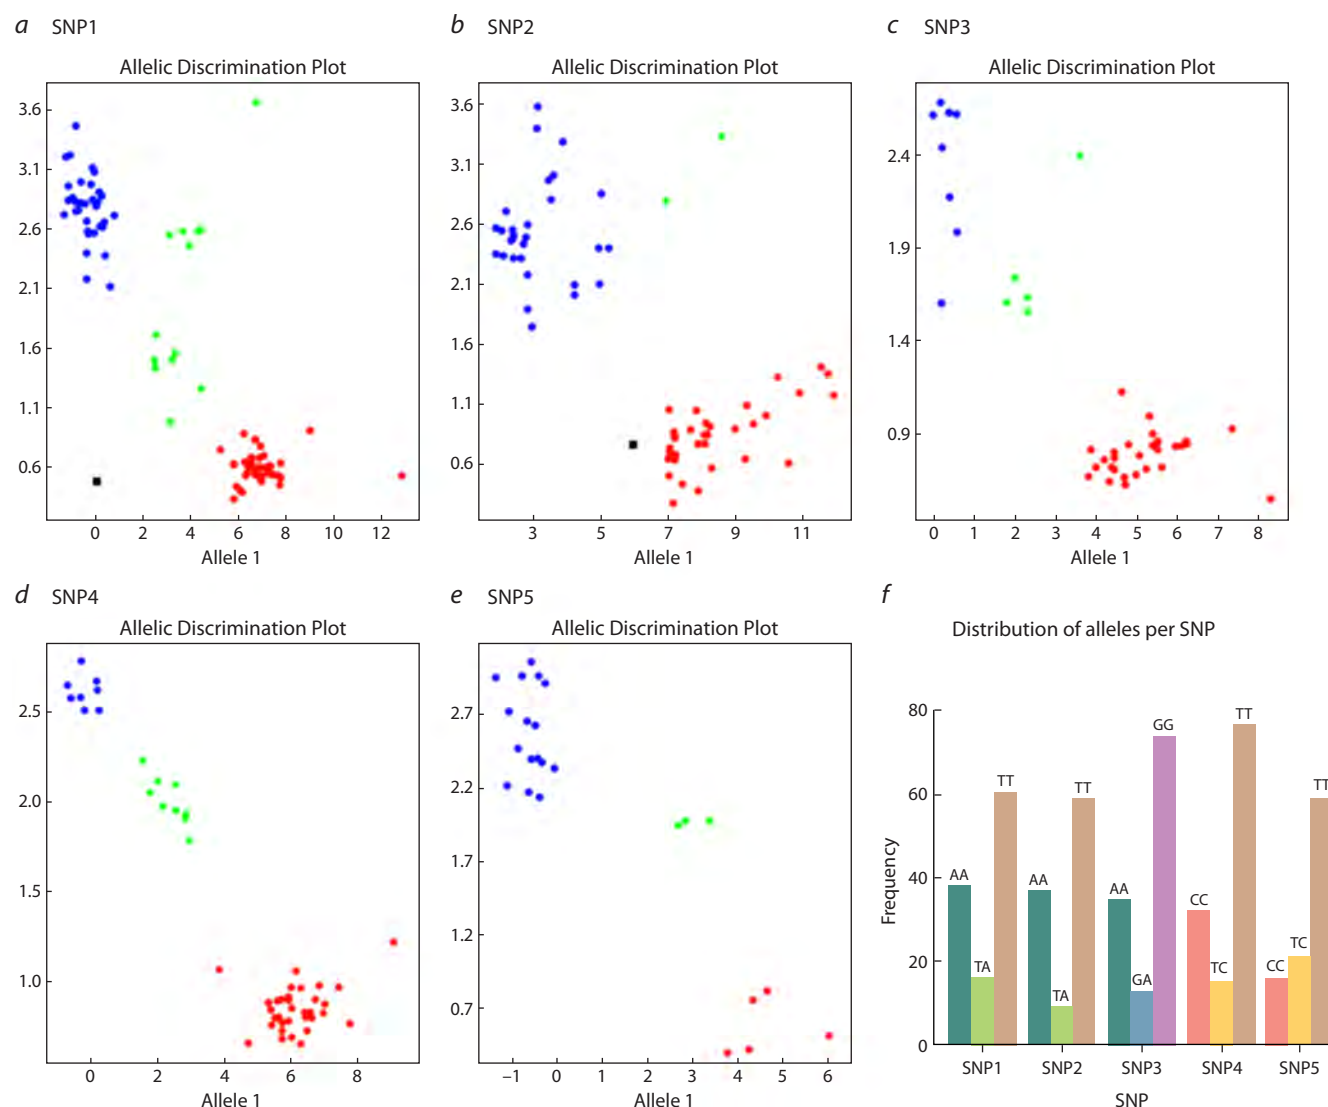 a SNP1
Allelic Discrimination Plot
3.6
3.1
2.6
2.1
1.6
1.1
0.6
0 2 4 6 8 10 12
Allele 1
b SNP2
Allelic Discrimination Plot
3.6
3.1
2.6
2.1
1.6
1.1
0.6
3 5 7 9 11
Allele 1
c SNP3
Allelic Discrimination Plot
2.4
1.9
1.4
0.9
0 1 2 3 4 5 6 7 8
Allele 1
d SNP4
Allelic Discrimination Plot
2.5
2.0
1.5
1.0
0 2 4 6 8
Allele 1
e SNP5
Allelic Discrimination Plot
2.7
2.2
1.7
1.2
0.7
–1 0 1 2 3 4 5 6
Allele 1
f
Distribution of alleles per SNP
Frequency
80
60
40
20
0
AA TA TT
AA TA TT
AA GA GG
CC TC TT
CC TC TT
SNP1 SNP2 SNP3 SNP4 SNP5
SNP